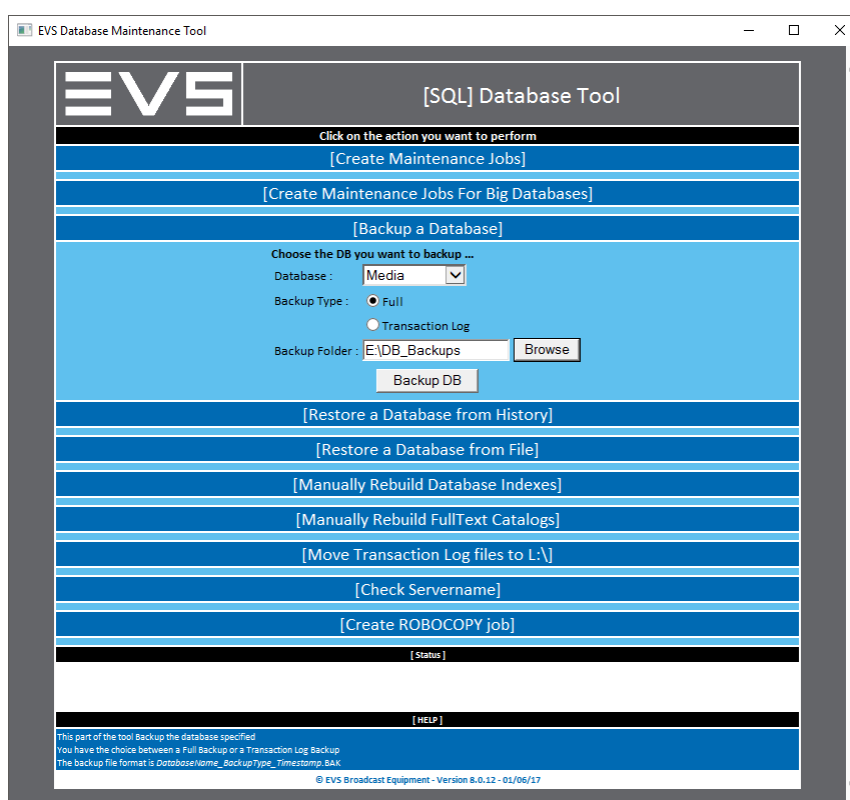 EVS Database Maintenance Tool
EVS
[SQL] Database Tool
Click on the action you want to perform
[Create Maintenance Jobs]
[Create Maintenance Jobs For Big Databases]
[Backup a Database]
Choose the DB you want to backup ...
Database : Media
Backup Type : Full
Transaction Log
Backup Folder : E:\DB_Backups Browse
Backup DB
[Restore a Database from History]
[Restore a Database from File]
[Manually Rebuild Database Indexes]
[Manually Rebuild FullText Catalogs]
[Move Transaction Log files to L:\]
[Check Servername]
[Create ROBOCOPY job]
[ Status ]
[ HELP ]
This part of the tool Backup the database specified
You have the choice between a Full Backup or a Transaction Log Backup
The backup file format is DatabaseName_BackupType_Timestamp.BAK
© EVS Broadcast Equipment - Version 8.0.12 - 01/06/17